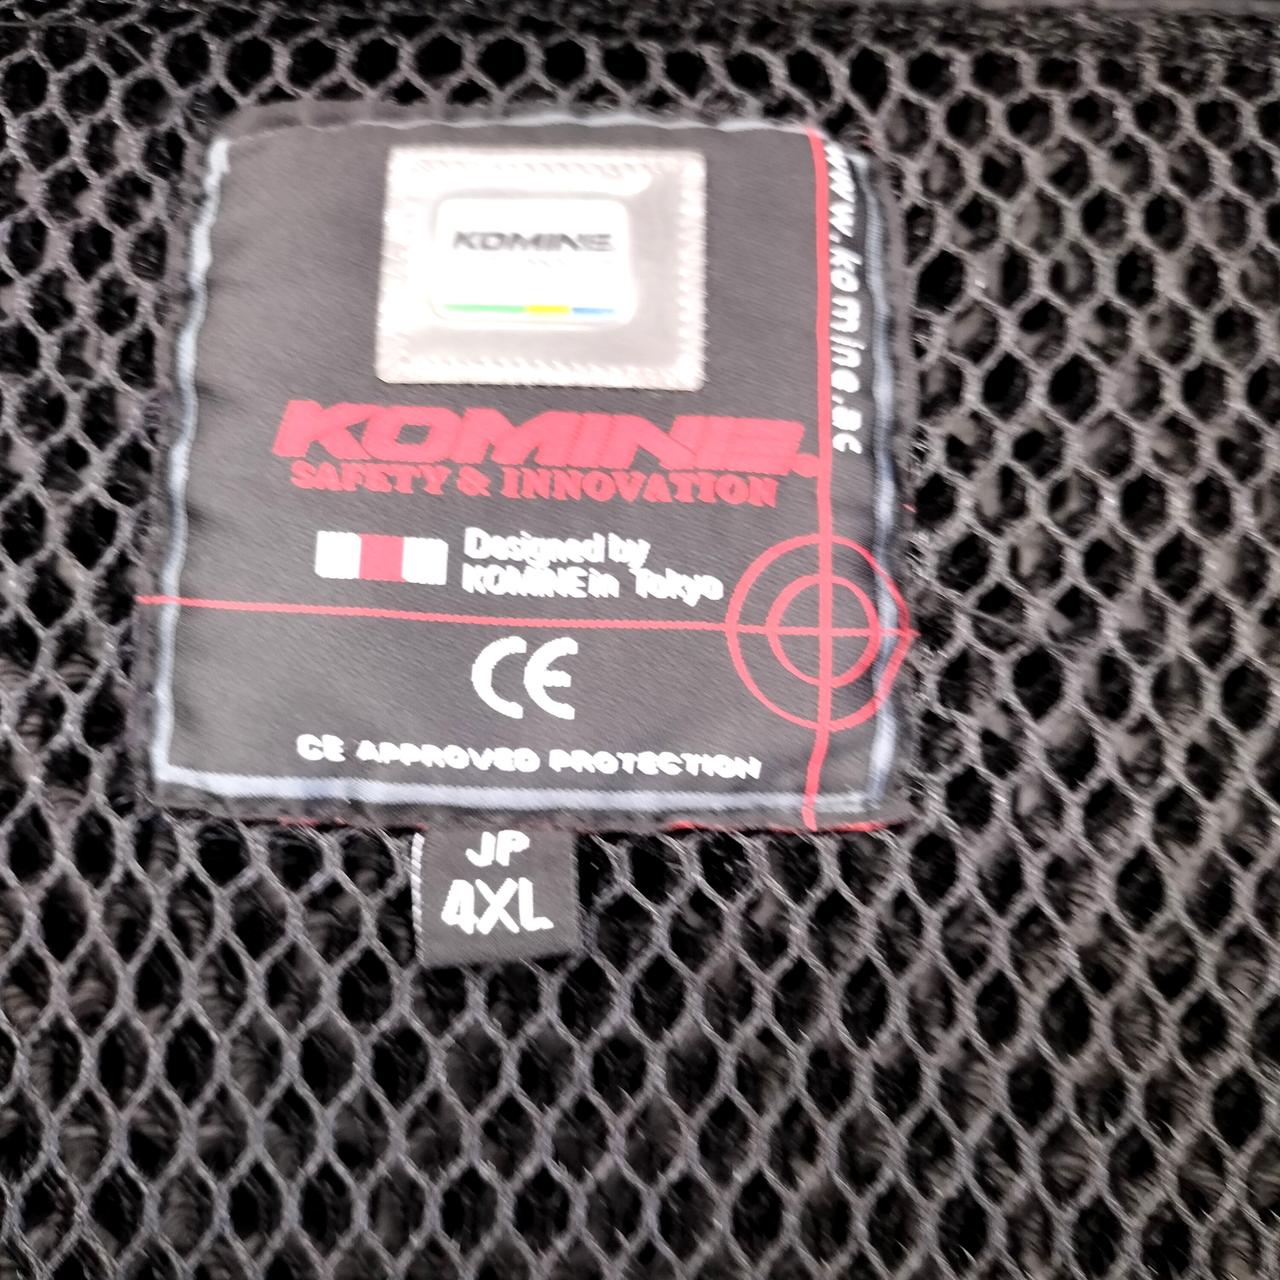 KOMINE
KOMINE.
SAFETY & INNOVATION
Designed by
KOMINE in Tokyo
CE
CE APPROVED PROTECTION
www.komine.ac
JP
4XL